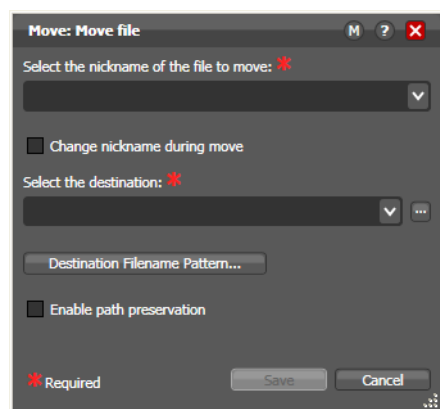 Move: Move file M ? X
Select the nickname of the file to move: *
Change nickname during move
Select the destination: *
...
Destination Filename Pattern...
Enable path preservation
* Required Save Cancel